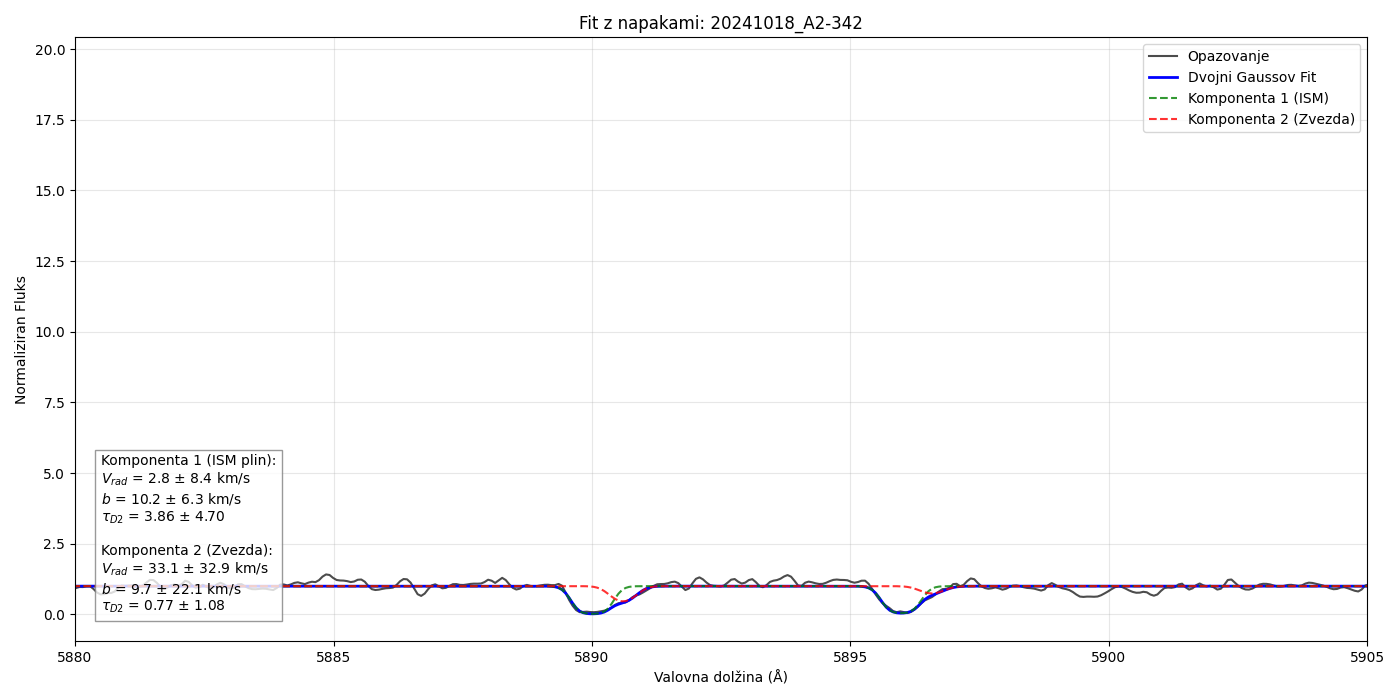 Fit z napakami: 20241018_A2-342
Normaliziran Fluks
20.0
17.5
15.0
12.5
10.0
7.5
5.0
2.5
0.0
Opazovanje
Dvojni Gaussov Fit
Komponenta 1 (ISM)
Komponenta 2 (Zvezda)
Komponenta 1 (ISM plin):
V_rad = 2.8 ± 8.4 km/s
b = 10.2 ± 6.3 km/s
τ_D2 = 3.86 ± 4.70
Komponenta 2 (Zvezda):
V_rad = 33.1 ± 32.9 km/s
b = 9.7 ± 22.1 km/s
τ_D2 = 0.77 ± 1.08
5880 5885 5890 5895 5900 5905
Valovna dolžina (Å)